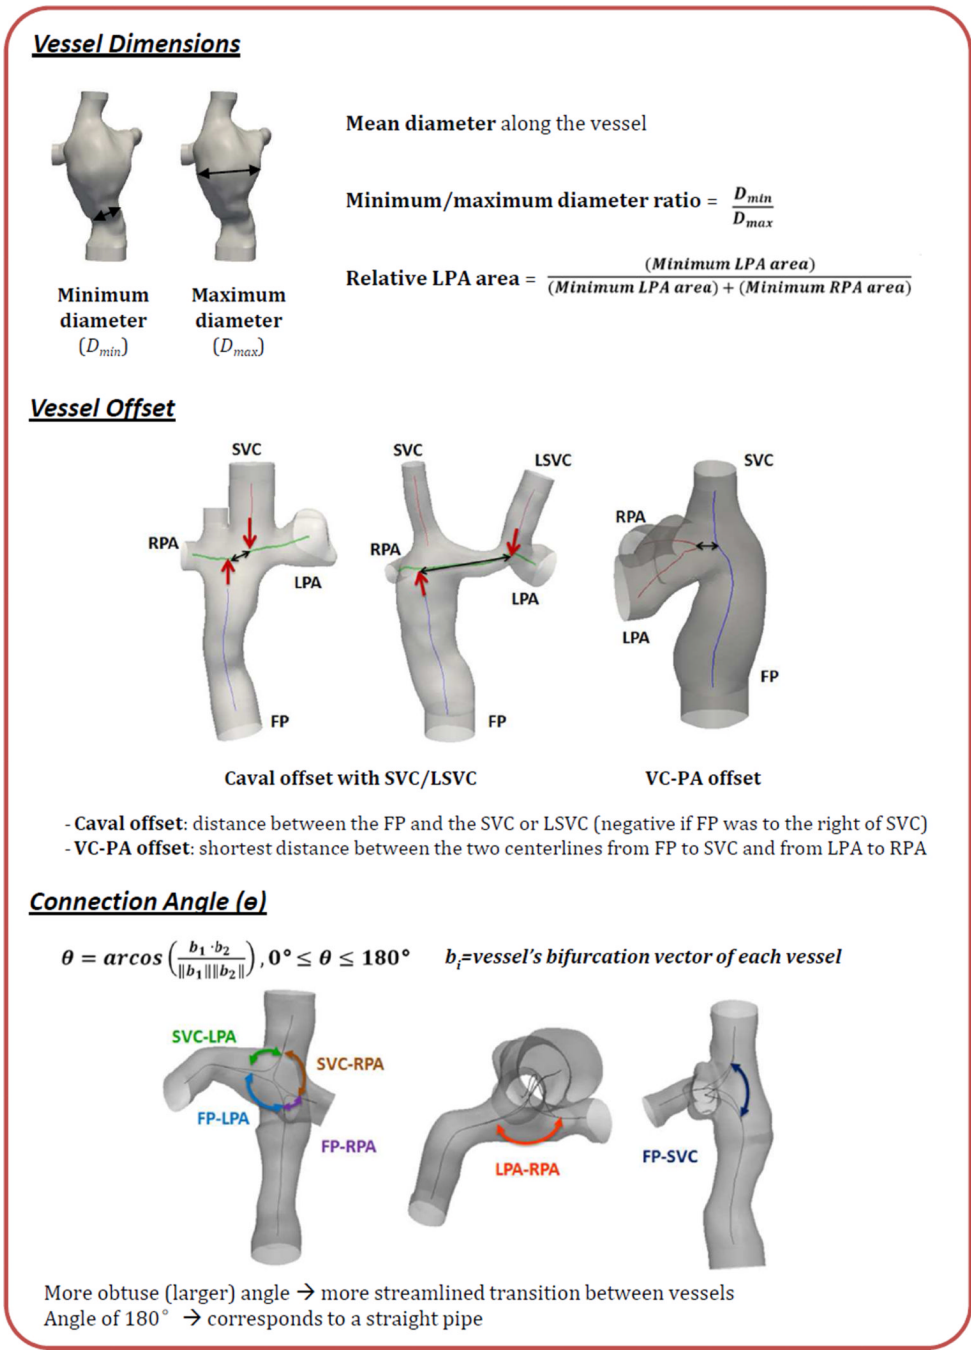 Vessel Dimensions
Mean diameter along the vessel
Minimum/maximum diameter ratio = D_min / D_max
Relative LPA area = (Minimum LPA area) / (Minimum LPA area) + (Minimum RPA area)
Minimum diameter (D_min)
Maximum diameter (D_max)
Vessel Offset
SVC
RPA
LPA
FP
SVC
LSVC
RPA
LPA
FP
SVC
RPA
LPA
FP
Caval offset with SVC/LSVC
VC-PA offset
- Caval offset: distance between the FP and the SVC or LSVC (negative if FP was to the right of SVC)
- VC-PA offset: shortest distance between the two centerlines from FP to SVC and from LPA to RPA
Connection Angle (ɵ)
θ = arcos (b₁ · b₂ / ‖b₁‖‖b₂‖), 0° ≤ θ ≤ 180°
bᵢ=vessel's bifurcation vector of each vessel
SVC-LPA
SVC-RPA
FP-LPA
FP-RPA
LPA-RPA
FP-SVC
More obtuse (larger) angle → more streamlined transition between vessels
Angle of 180° → corresponds to a straight pipe